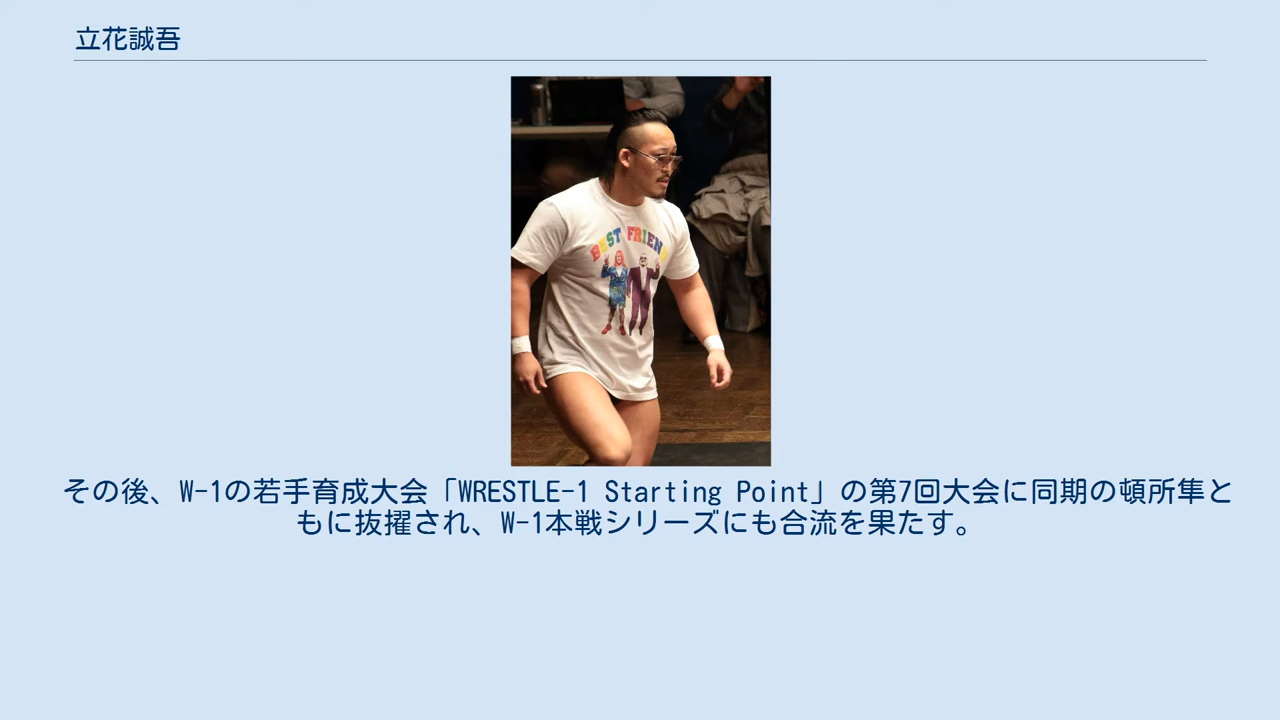 立花誠吾
BEST FRIEN
その後、W-1の若手育成大会「WRESTLE-1 Starting Point」の第7回大会に同期の頓所隼と
もに抜擢され、W-1本戦シリーズにも合流を果たす。